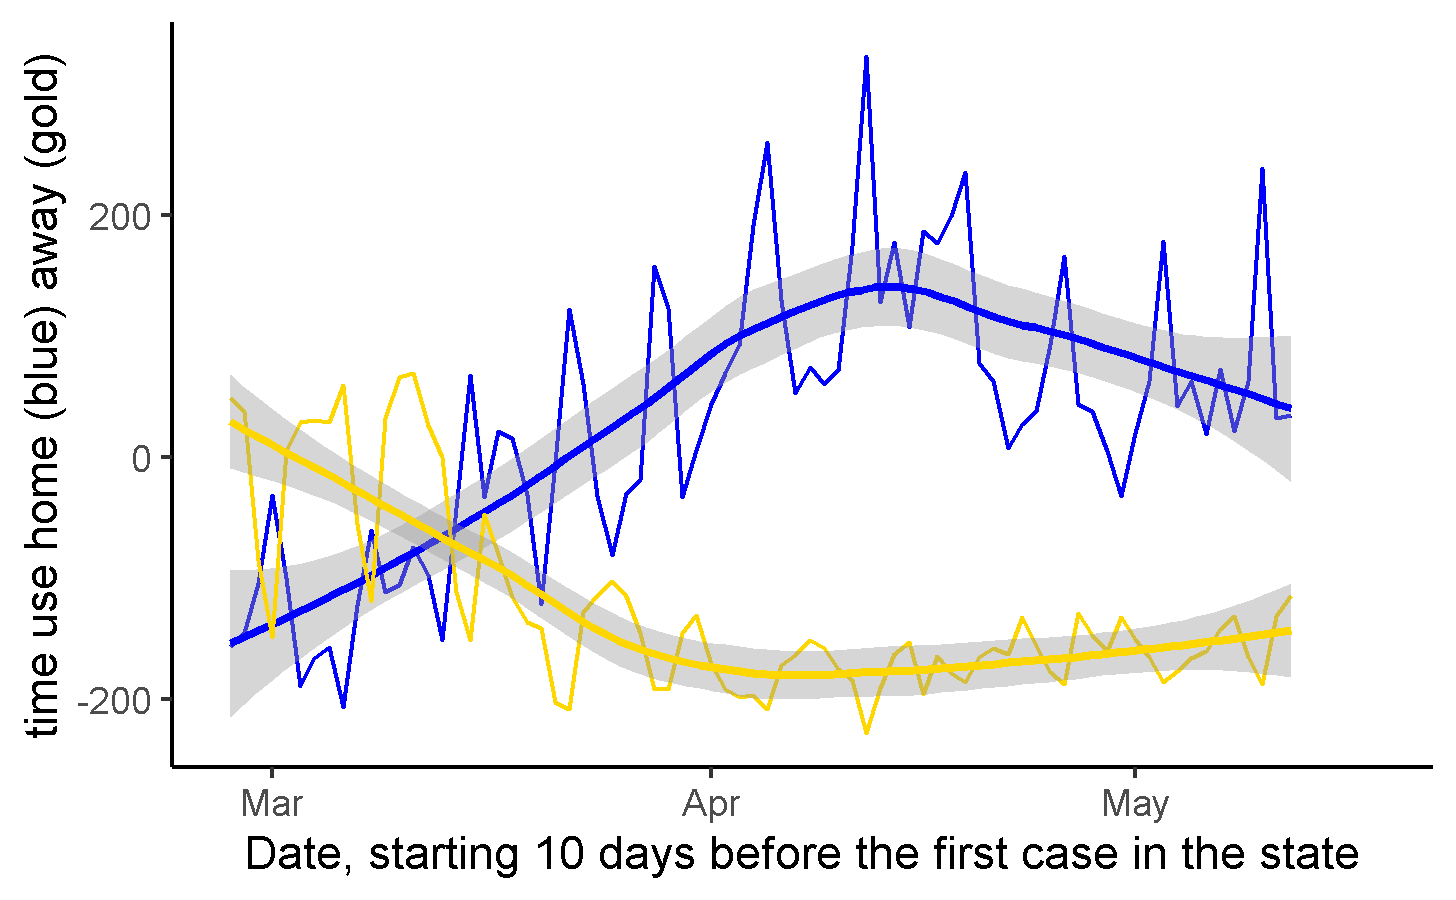 time use home (blue) away (gold)
200
0
-200
Mar
Apr
May
Date, starting 10 days before the first case in the state